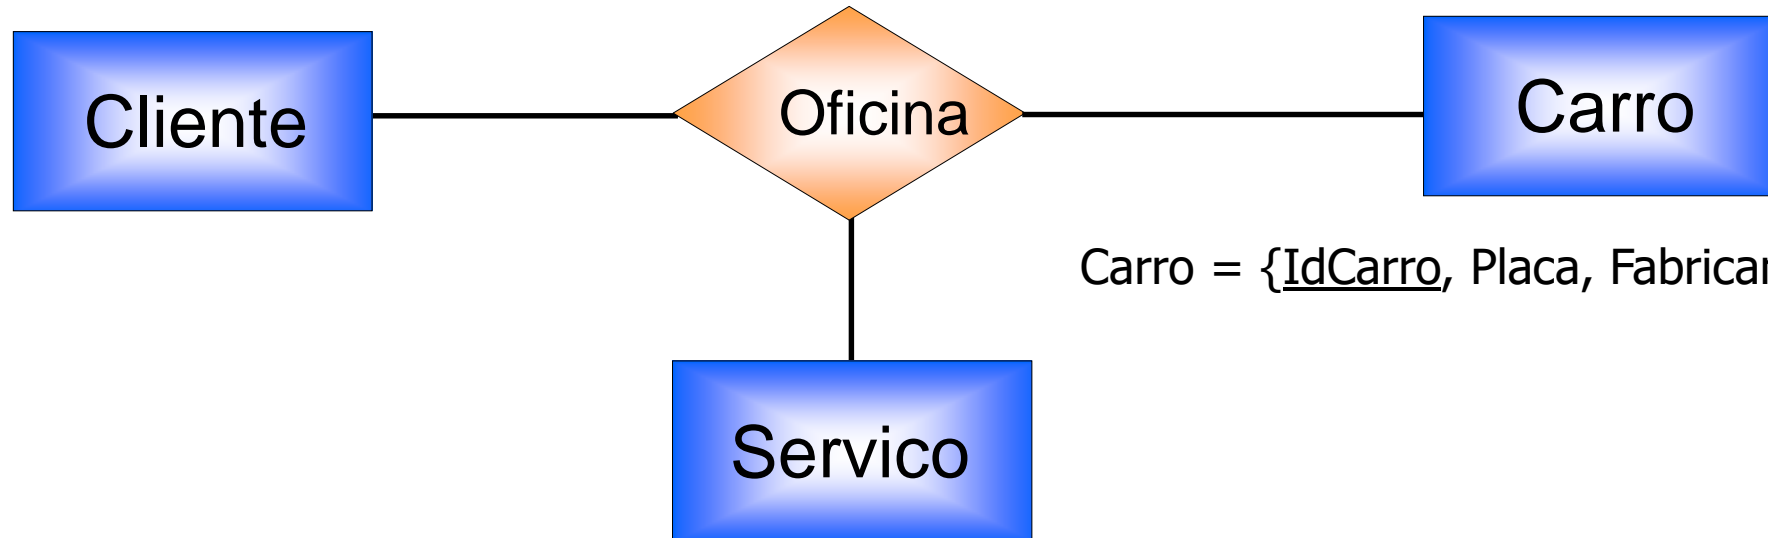 Cliente
Oficina
Carro
Carro = {IdCarro, Placa,
Servico